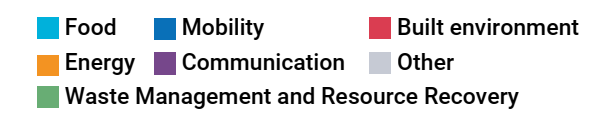 Food Mobility Built environment
Energy Communication Other
Waste Management and Resource Recovery